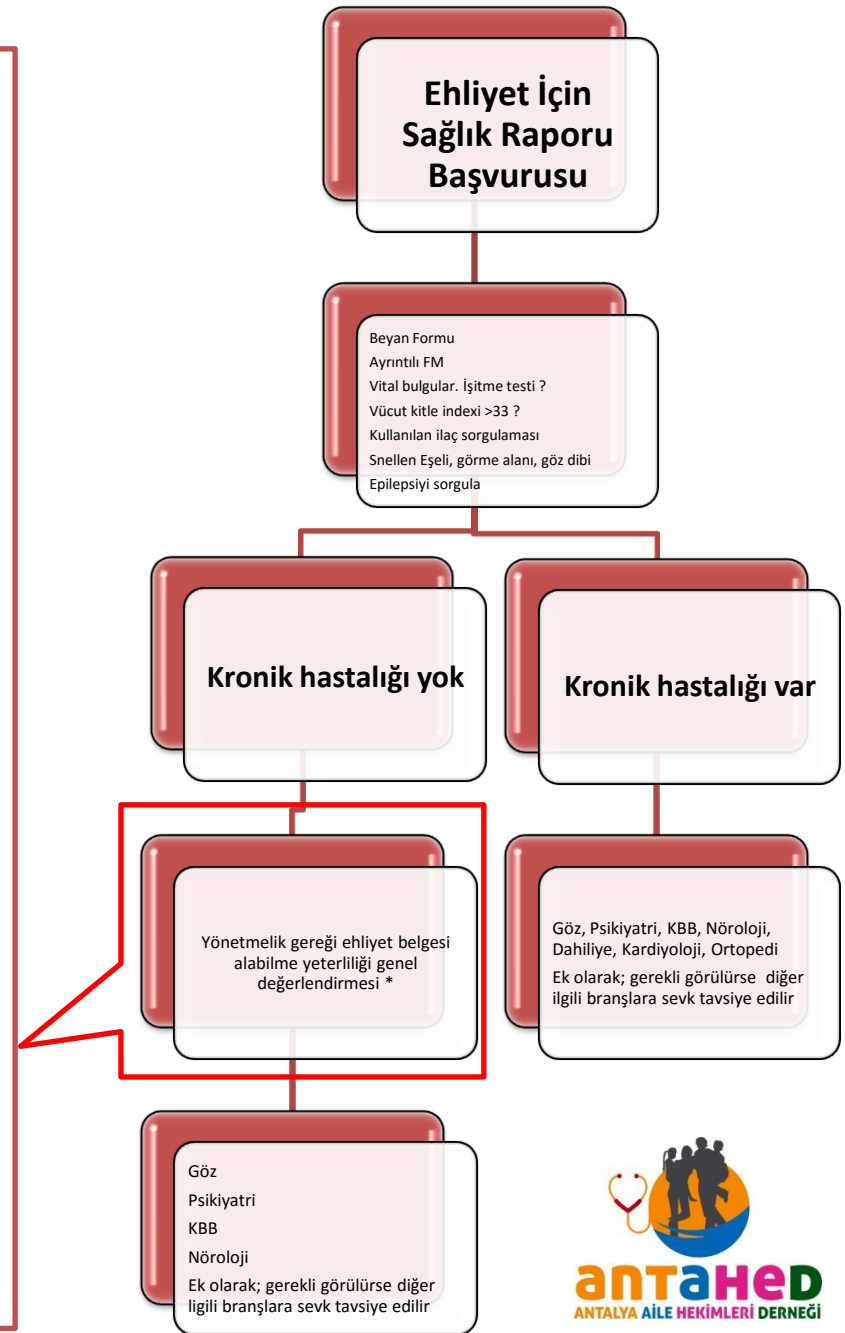 Ehliyet İçin
Sağlık Raporu
Başvurusu
Beyan Formu
Ayrıntılı FM
Vital bulgular. İşitme testi ?
Vücut kitle indexi >33 ?
Kullanılan ilaç sorgulaması
Snellen Eşeli, görme alanı, göz dibi
Epilepsiyi sorgula
Kronik hastalığı yok
Kronik hastalığı var
Yönetmelik gereği ehliyet belgesi
alabilme yeterliliği genel
değerlendirmesi *
Göz, Psikiyatri, KBB, Nöroloji,
Dahiliye, Kardiyoloji, Ortopedi
Ek olarak; gerekli görülürse diğer
ilgili branşlara sevk tavsiye edilir
Göz
Psikiyatri
KBB
Nöroloji
Ek olarak; gerekli görülürse diğer
ligili branşlara sevk tavsiye edilir
anTaHeD
ANTALYA AİLE HEKİMLERİ DERNEĞİ